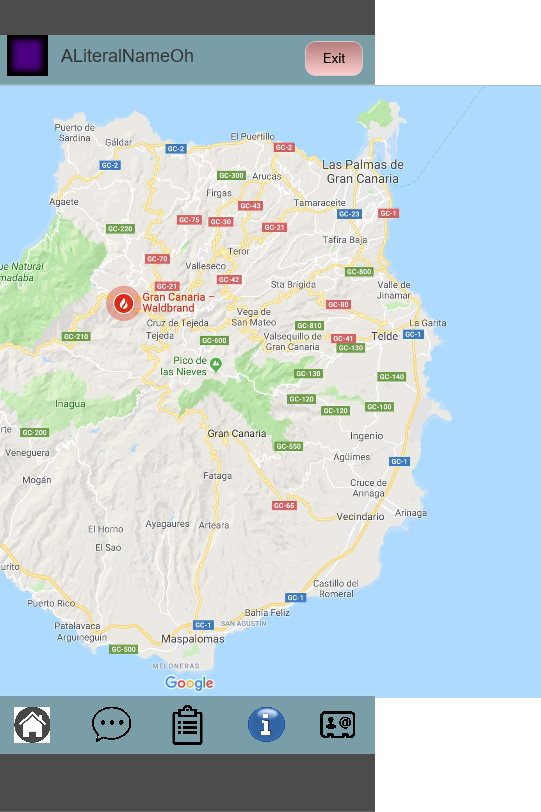 ALiteralNameOh
Exit
Puerto de
Sardina
Gáldar
GC-2
El Puertillo
GC-2
GC-2
Las Palmas de
Gran Canaria
GC-300
Arucas
Agaete
Firgas
GC-43
Tamaraceite
GC-220
GC-75
GC-30
GC-21
GC-23
GC-1
Tafira Baja
Teror
GC-70
Valleseco
ue Natural
madaba
GC-21
GC-42
Sta Brigida
GC-800
Valle de
Jinamar
Gran Canaria –
Waldbrand
GC-80
Cruz de Tejeda
Vega de
San Mateo
GC-810
La Garita
GC-210
Tejeda
GC-600
Valsequillo de
Gran Canaria
GC-41
GC-130
Telde
GC-1
Pico de
las Nieves
GC-130
GC-140
Inagua
GC-120
GC-120
GC-100
rte
GC-200
Gran Canaria
GC-550
Ingenio
Veneguera
Agüimes
GC-1
Mogán
Fataga
Cruce de
Arinaga
GC-65
Vecindario
Arinaga
El Horno
Ayagaures
Arteara
El Sao
urito
Castillo del
Romeral
Puerto Rico
GC-1
Bahía Feliz
Patalavaca
Arguineguín
GC-1
SAN AGUSTÍN
GC-500
Maspalomas
MELONERAS
Google